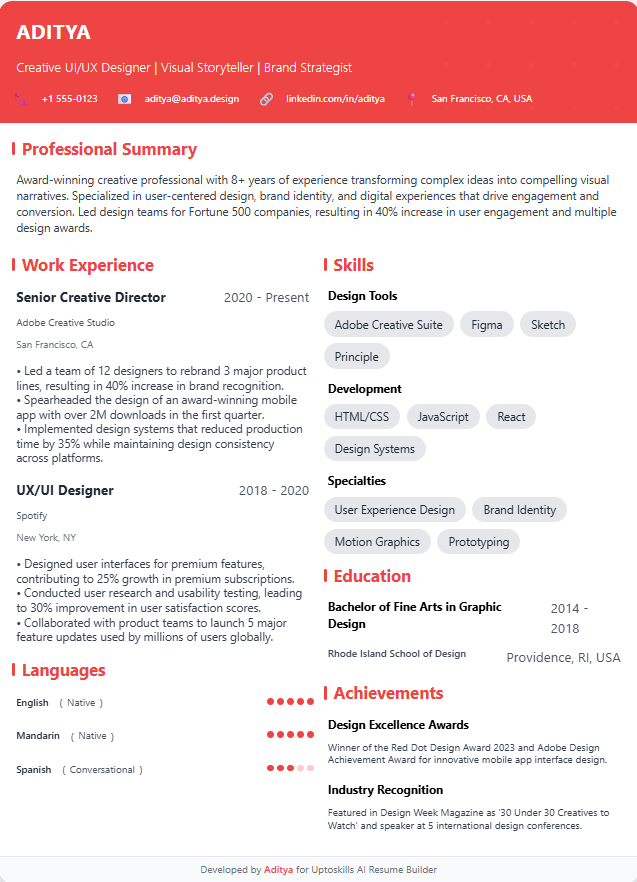 ADITYA
Creative UI/UX Designer | Visual Storyteller | Brand Strategist
+1 555-0123 aditya@aditya.design linkedin.com/in/aditya San Francisco, CA, USA
Professional Summary
Award-winning creative professional with 8+ years of experience transforming complex ideas into compelling visual
narratives. Specialized in user-centered design, brand identity, and digital experiences that drive engagement and
conversion. Led design teams for Fortune 500 companies, resulting in 40% increase in user engagement and multiple
design awards.
Work Experience
Senior Creative Director 2020 - Present
Adobe Creative Studio
San Francisco, CA
• Led a team of 12 designers to rebrand 3 major product
lines, resulting in 40% increase in brand recognition.
• Spearheaded the design of an award-winning mobile
app with over 2M downloads in the first quarter.
• Implemented design systems that reduced production
time by 35% while maintaining design consistency
across platforms.
UX/UI Designer 2018 - 2020
Spotify
New York, NY
• Designed user interfaces for premium features,
contributing to 25% growth in premium subscriptions.
• Conducted user research and usability testing, leading
to 30% improvement in user satisfaction scores.
• Collaborated with product teams to launch 5 major
feature updates used by millions of users globally.
Languages
English ( Native )
Mandarin ( Native )
Spanish ( Conversational )
Skills
Design Tools
Adobe Creative Suite Figma Sketch
Principle
Development
HTML/CSS JavaScript React
Design Systems
Specialties
User Experience Design Brand Identity
Motion Graphics Prototyping
Education
Bachelor of Fine Arts in Graphic 2014 -
Design 2018
Rhode Island School of Design Providence, RI, USA
Achievements
Design Excellence Awards
Winner of the Red Dot Design Award 2023 and Adobe Design
Achievement Award for innovative mobile app interface design.
Industry Recognition
Featured in Design Week Magazine as '30 Under 30 Creatives to
Watch' and speaker at 5 international design conferences.
Developed by Aditya for Uptoskills AI Resume Builder